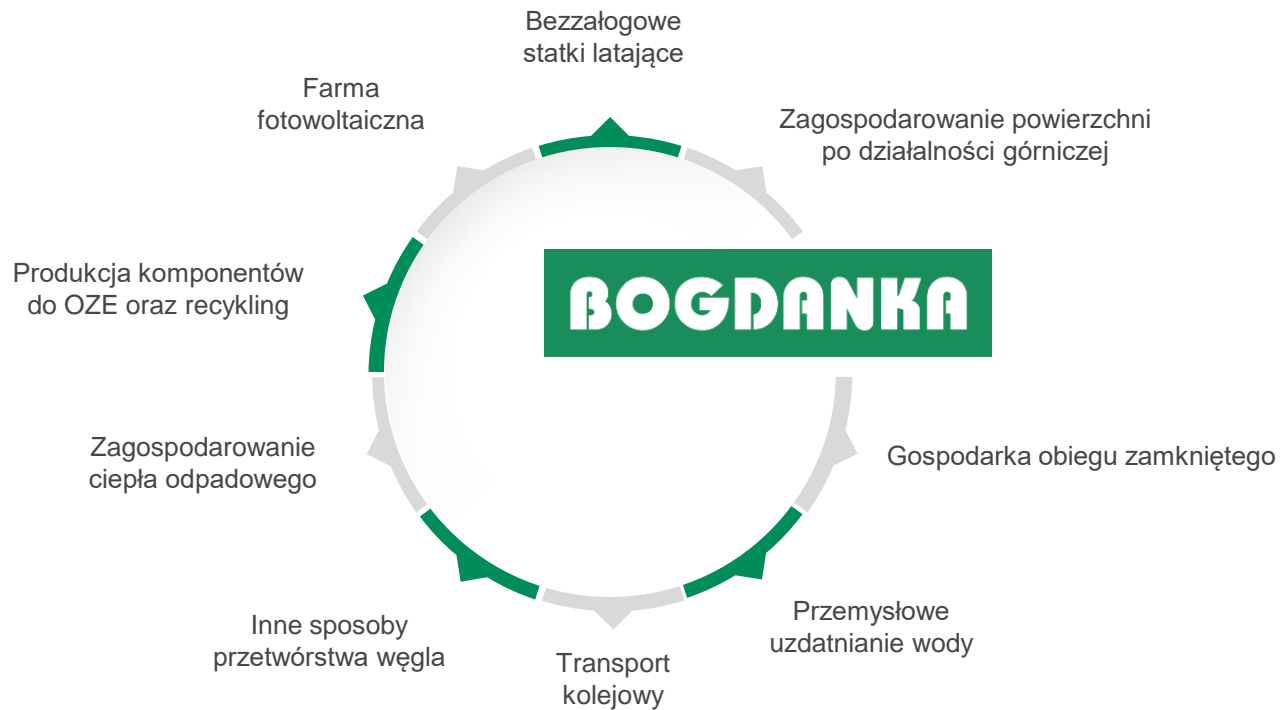 Bezzałogowe
statki latające
Farma
fotowoltaiczna
Zagospodarowanie powierzchni
po działalności górniczej
Produkcja komponentów
do OZE oraz recykling
BOGDANKA
Zagospodarowanie
ciepła odpadowego
Gospodarka obiegu zamkniętego
Inne sposoby
przetwórstwa węgla
Transport
kolejowy
Przemysłowe
uzdatnianie wody